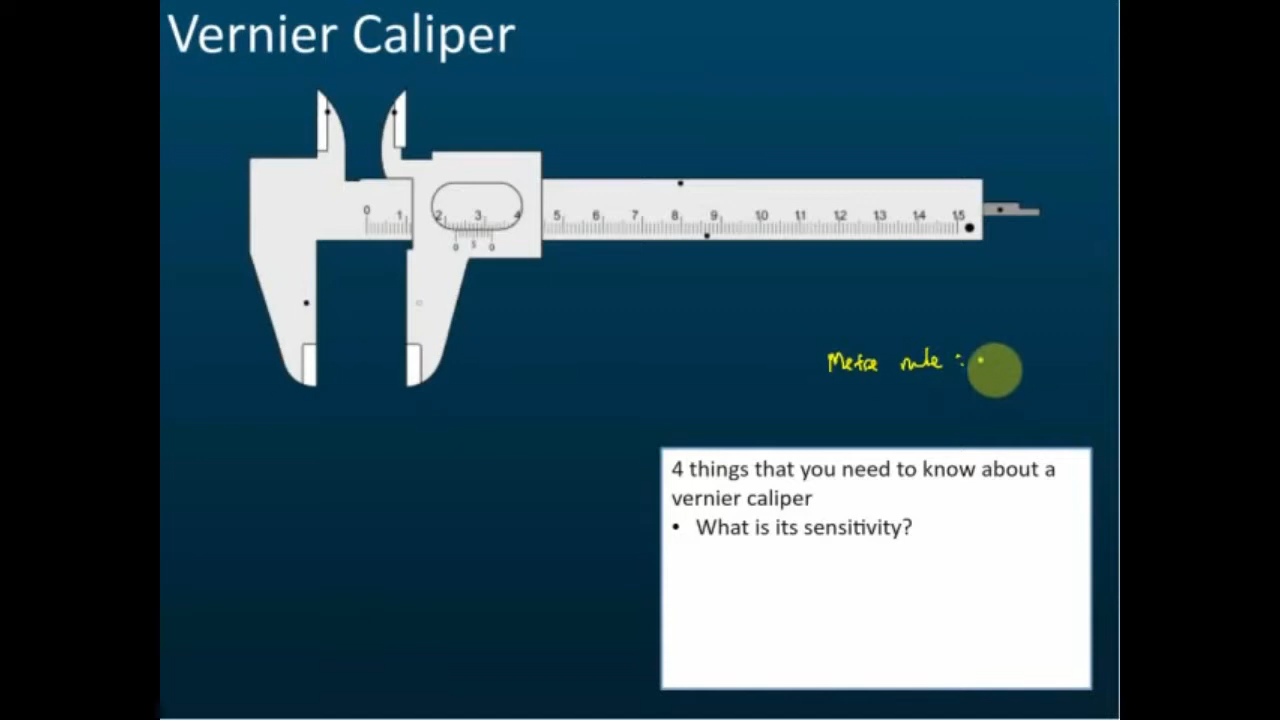 Vernier Caliper
0 1 2 3 4 5 6 7 8 9 10 11 12 13 14 15
0 5 0
Metre rule :
4 things that you need to know about a
vernier caliper
• What is its sensitivity?